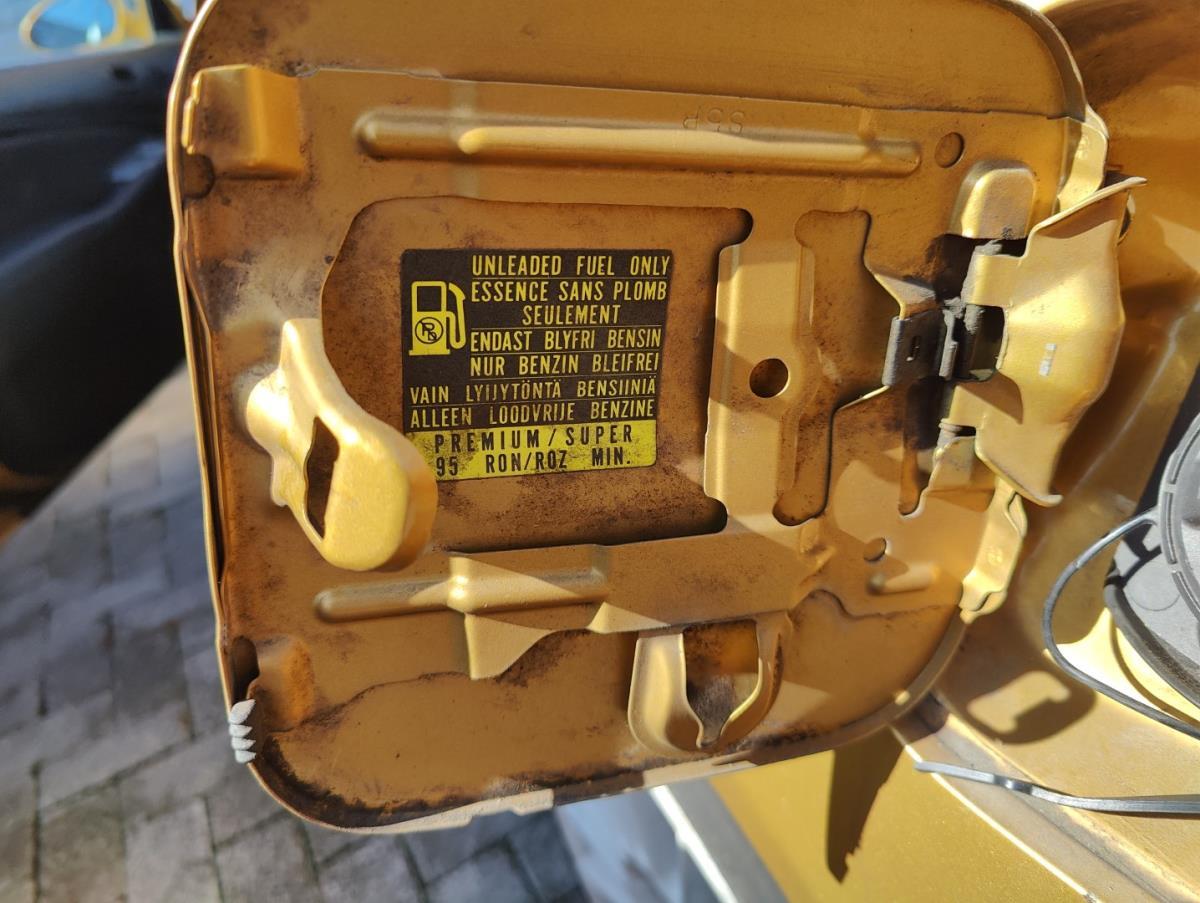 UNLEADED FUEL ONLY
ESSENCE SANS PLOMB
SEULEMENT
ENDAST BLYFRI BENSIN
NUR BENZIN BLEIFREI
VAIN LYIJYTÖNTÄ BENSIINIÄ
ALLEEN LOODVRIJE BENZINE
PREMIUM/SUPER
95 RON/ROZ MIN.